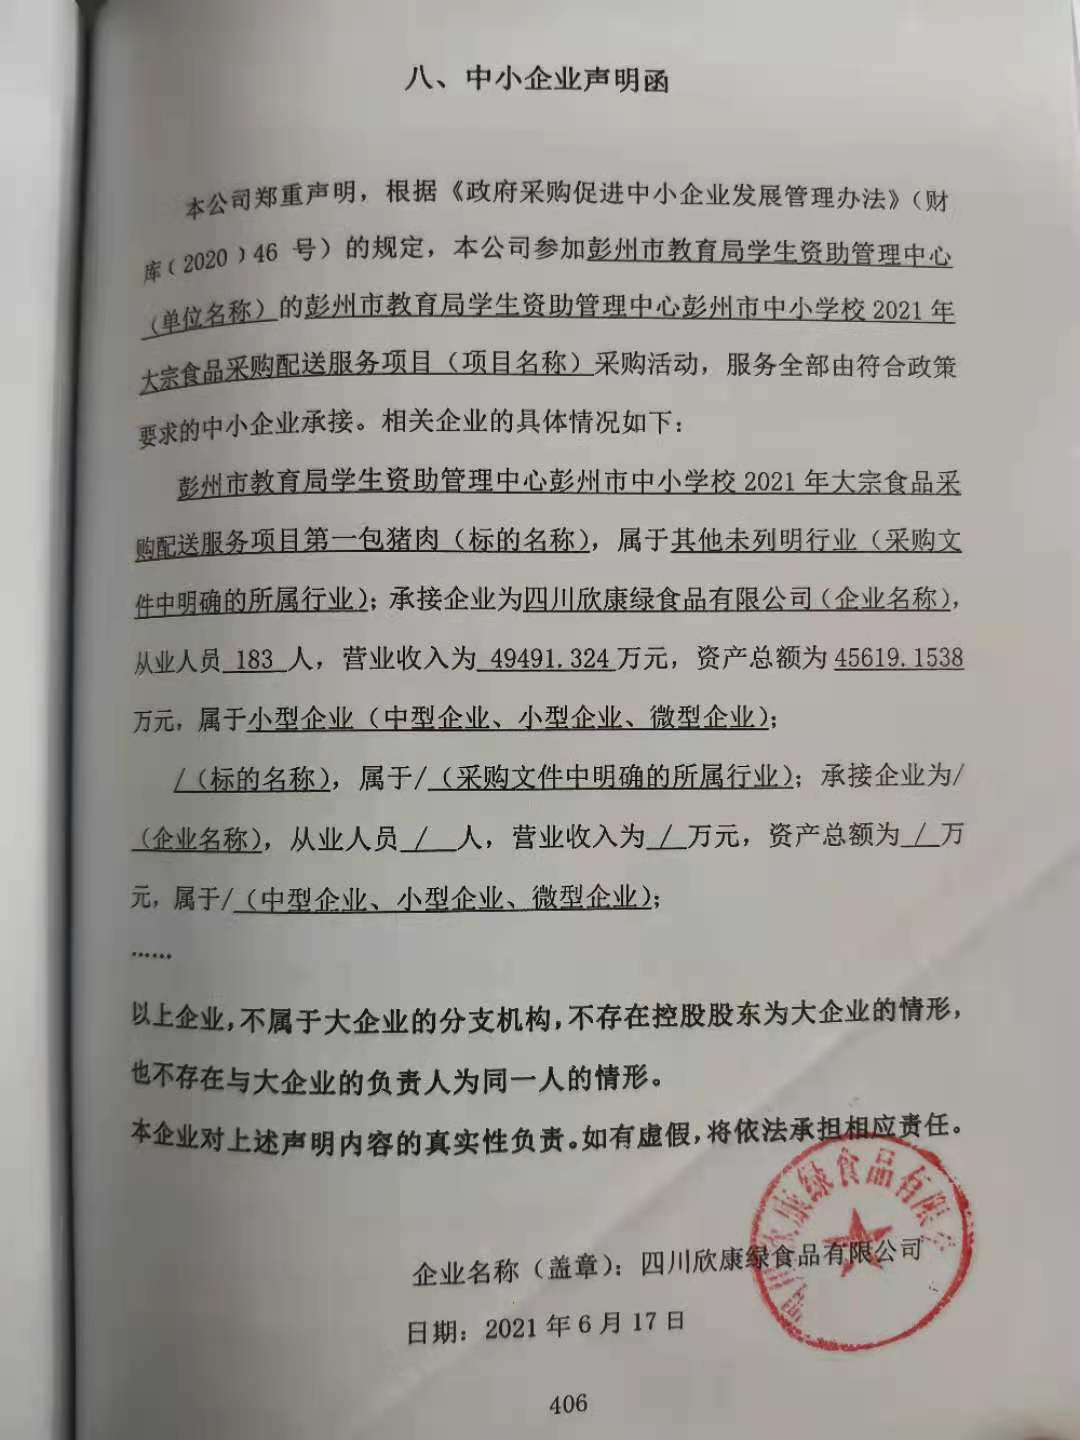 八、中小企业声明函
本公司郑重声明，根据《政府采购促进中小企业发展管理办法》（财
库﹝2020﹞46 号）的规定，本公司参加彭州市教育局学生资助管理中心
（单位名称）的彭州市教育局学生资助管理中心彭州市中小学校 2021 年
大宗食品采购配送服务项目（项目名称）采购活动，服务全部由符合政策
要求的中小企业承接。相关企业的具体情况如下：
彭州市教育局学生资助管理中心彭州市中小学校 2021 年大宗食品采
购配送服务项目第一包猪肉（标的名称），属于其他未列明行业（采购文
件中明确的所属行业）；承接企业为四川欣康绿食品有限公司（企业名称），
从业人员 183 人，营业收入为 49491.324 万元，资产总额为 45619.1538
万元，属于小型企业（中型企业、小型企业、微型企业）；
/（标的名称），属于/（采购文件中明确的所属行业）；承接企业为/
（企业名称），从业人员 / 人，营业收入为 / 万元，资产总额为 / 万
元，属于/（中型企业、小型企业、微型企业）；
……
以上企业，不属于大企业的分支机构，不存在控股股东为大企业的情形，
也不存在与大企业的负责人为同一人的情形。
本企业对上述声明内容的真实性负责。如有虚假，将依法承担相应责任。
企业名称（盖章）：四川欣康绿食品有限公司
日期：2021 年 6 月 17 日
406